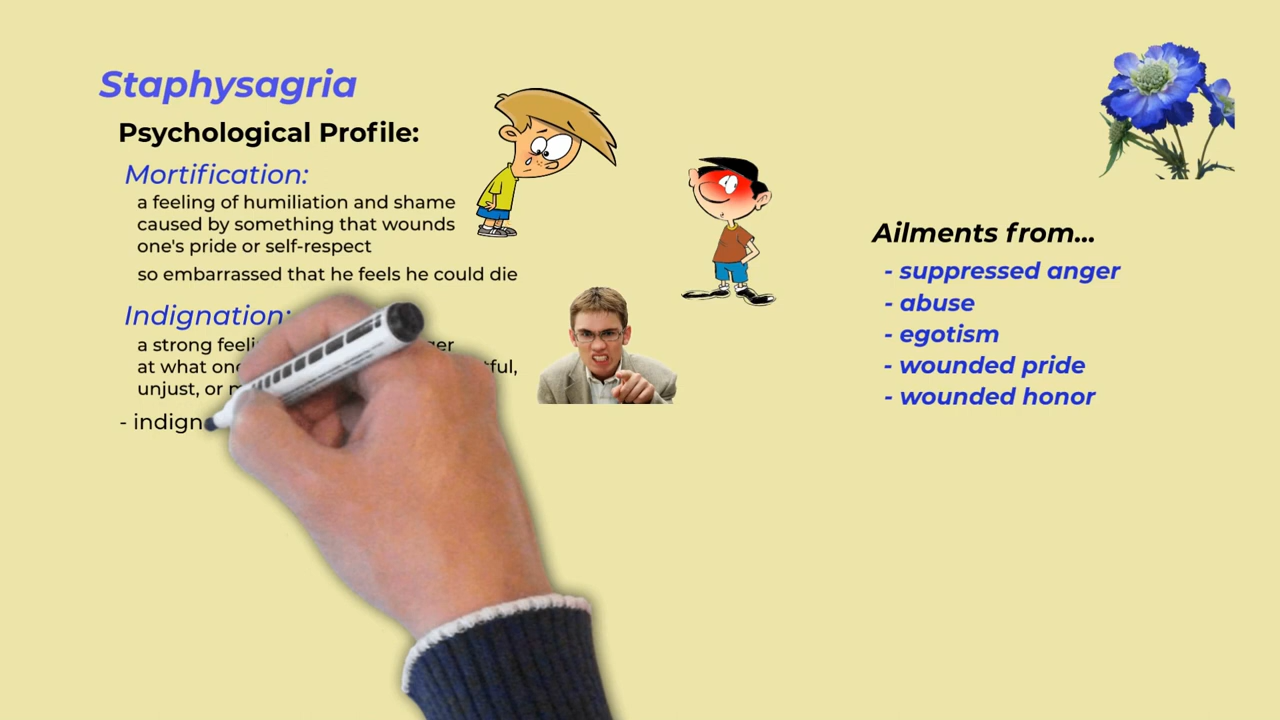 Staphysagria
Psychological Profile:
Mortification:
a feeling of humiliation and shame
caused by something that wounds
one's pride or self-respect
so embarrassed that he feels he could die
Indignation:
a strong
at what
unjust, or
- indign
Ailments from...
- suppressed anger
- abuse
- egotism
- wounded pride
- wounded honor